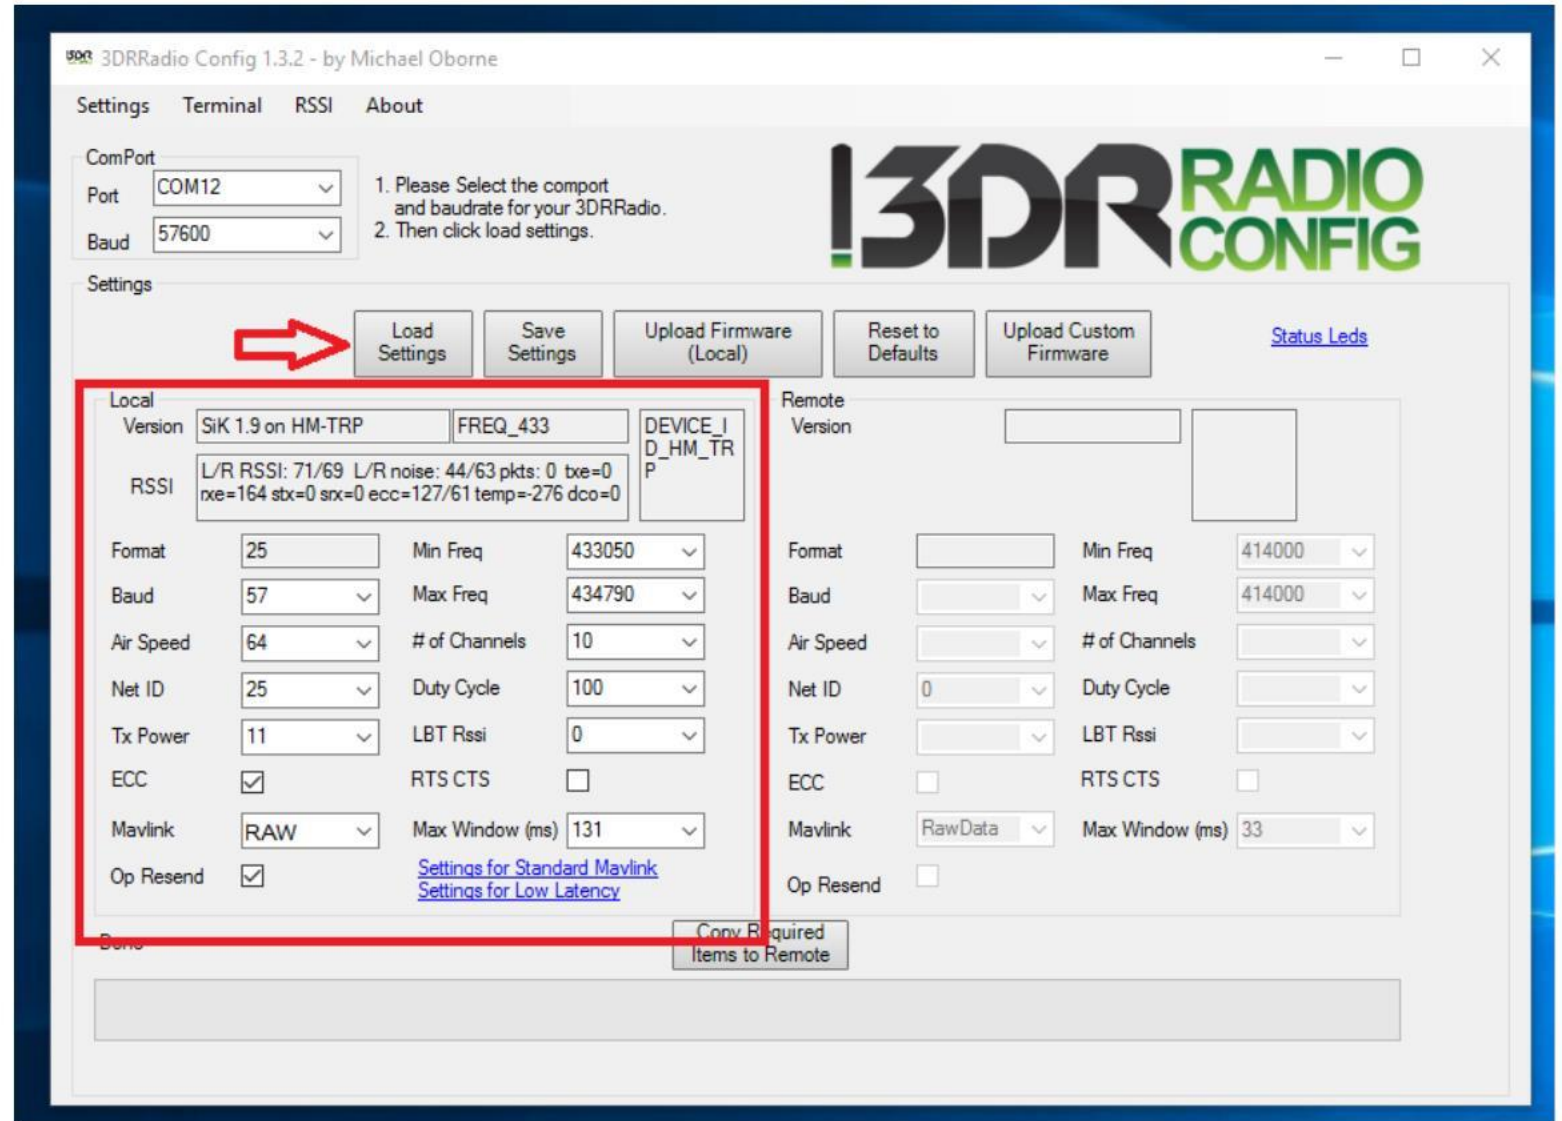 3DR 3DRRadio Config 1.3.2 - by Michael Oborne
Settings Terminal RSSI About
ComPort
Port COM12
Baud 57600
1. Please Select the comport
and baudrate for your 3DRRadio.
2. Then click load settings.
3DR RADIO CONFIG
Settings
Load Settings
Save Settings
Upload Firmware (Local)
Reset to Defaults
Upload Custom Firmware
Status Leds
Local
Version SiK 1.9 on HM-TRP FREQ_433 DEVICE_I
D_HM_TR
P
RSSI L/R RSSI: 71/69 L/R noise: 44/63 pkts: 0 txe=0
rxe=164 stx=0 srx=0 ecc=127/61 temp=-276 dco=0
Format 25 Min Freq 433050
Baud 57 Max Freq 434790
Air Speed 64 # of Channels 10
Net ID 25 Duty Cycle 100
Tx Power 11 LBT Rssi 0
ECC RTS CTS
Mavlink RAW Max Window (ms) 131
Op Resend
Settings for Standard Mavlink
Settings for Low Latency
Remote
Version
Format Min Freq 414000
Baud Max Freq 414000
Air Speed # of Channels
Net ID 0 Duty Cycle
Tx Power LBT Rssi
ECC RTS CTS
Mavlink RawData Max Window (ms) 33
Op Resend
Done
Copy Required
Items to Remote